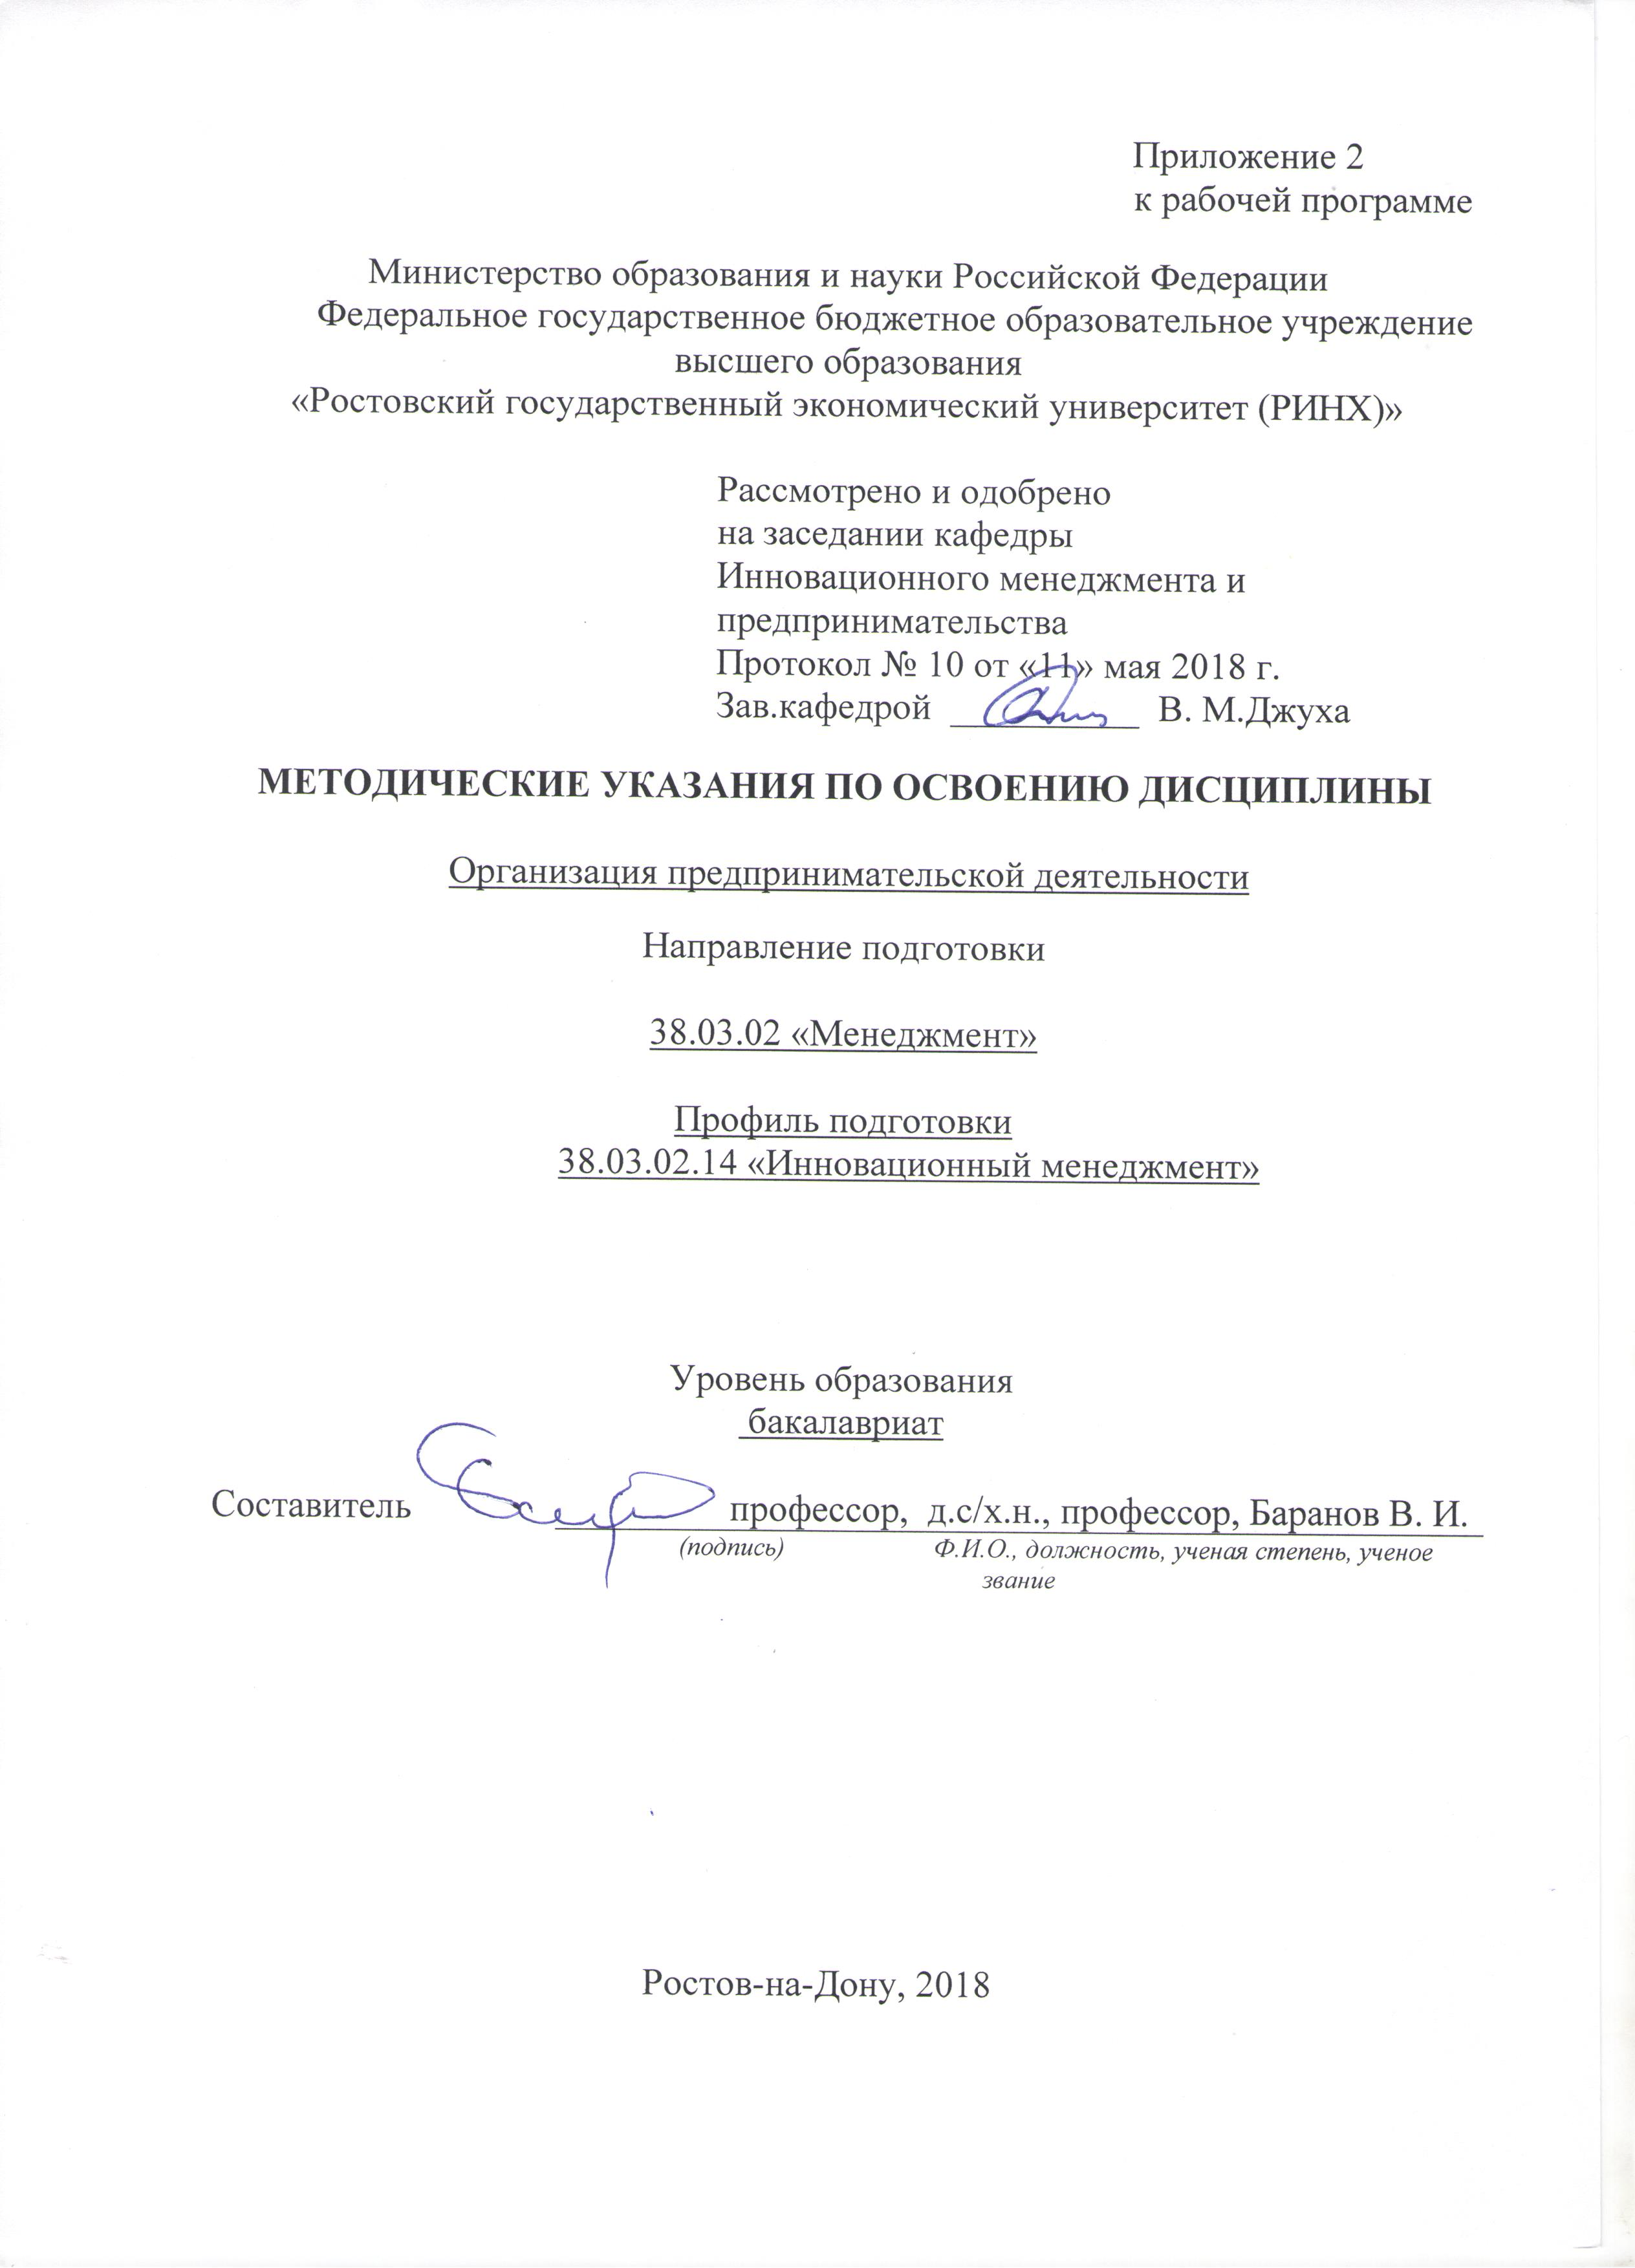 Приложение 2
к рабочей программе
Министерство образования и науки Российской Федерации
Федеральное государственное бюджетное образовательное учреждение
высшего образования
«Ростовский государственный экономический университет (РИНХ)»
Рассмотрено и одобрено
на заседании кафедры
Инновационного менеджмента и
предпринимательства
Протокол № 10 от «11» мая 2018 г.
Зав.кафедрой В. М.Джуха
МЕТОДИЧЕСКИЕ УКАЗАНИЯ ПО ОСВОЕНИЮ ДИСЦИПЛИНЫ
Организация предпринимательской деятельности
Направление подготовки
38.03.02 «Менеджмент»
Профиль подготовки
38.03.02.14 «Инновационный менеджмент»
Уровень образования
бакалавриат
Составитель профессор, д.с/х.н., профессор, Баранов В. И.
(подпись) Ф.И.О., должность, ученая степень, ученое
звание
Ростов-на-Дону, 2018